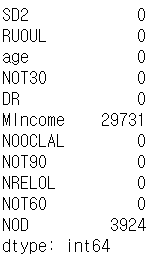 SD2 0
RUOUL 0
age 0
NOT30 0
DR 0
MIncome 29731
NOOCLAL 0
NOT90 0
NRELOL 0
NOT60 0
NOD 3924
dtype: int64